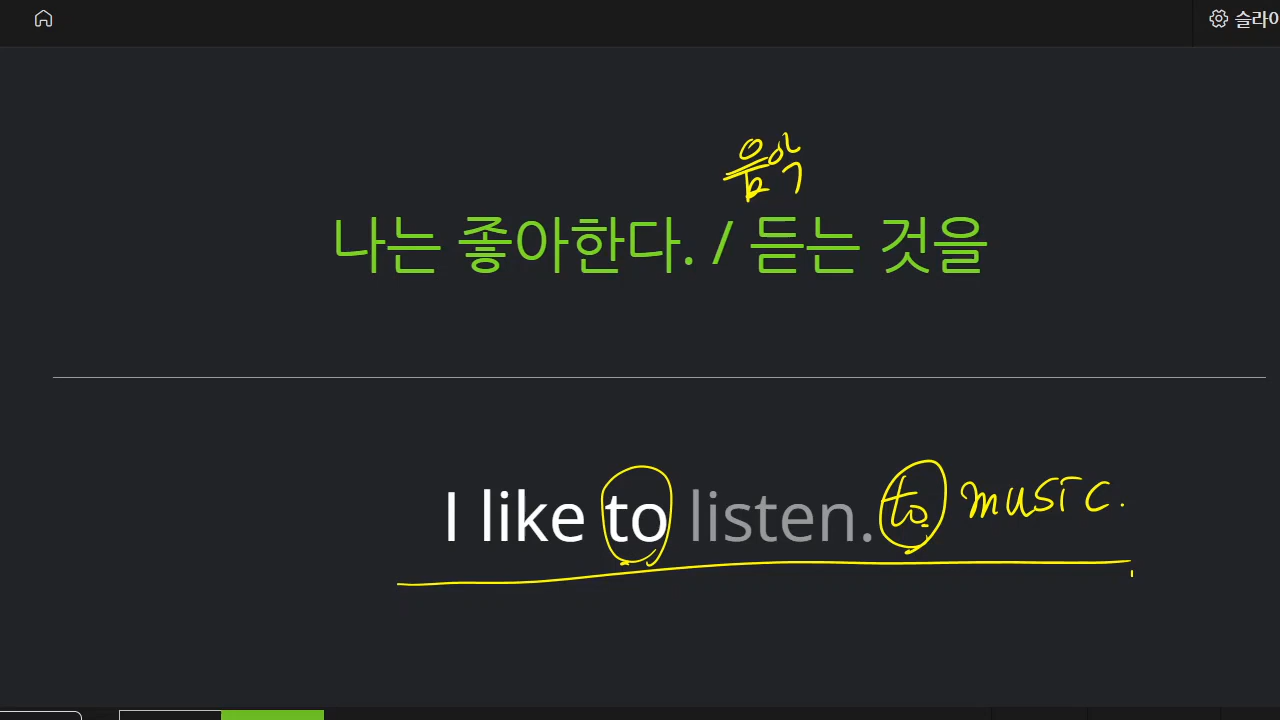 슬라이
음악
나는 좋아한다. / 듣는 것을
I like to listen. to music.